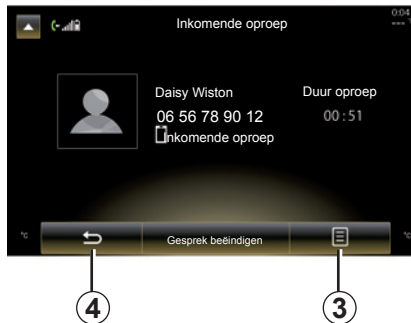 Inkomende oproep
0:04
---
Daisy Wiston
Duur oproep
06 56 78 90 12
00:51
Inkomende oproep
°C
Gesprek beëindigen
°C
4
3